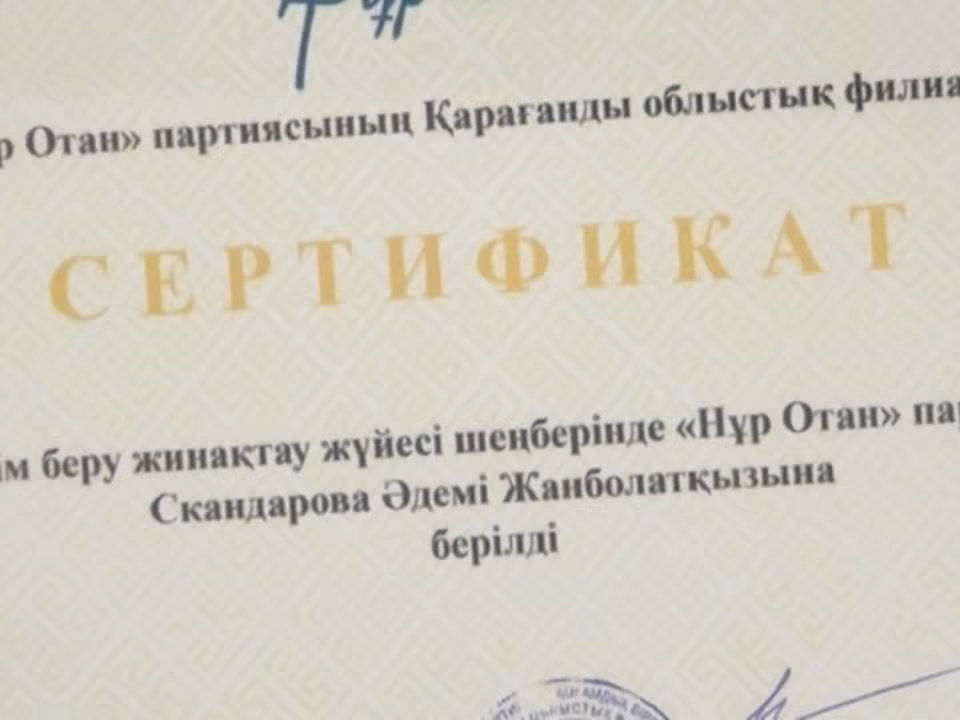 р Отан» партиясының Қарағанды облыстық филиа
СЕРТИФИКАТ
ім беру жинақтау жүйесі шеңберінде «Нұр Отан» пар
Скандарова Әдемі Жанболатқызына
берілді